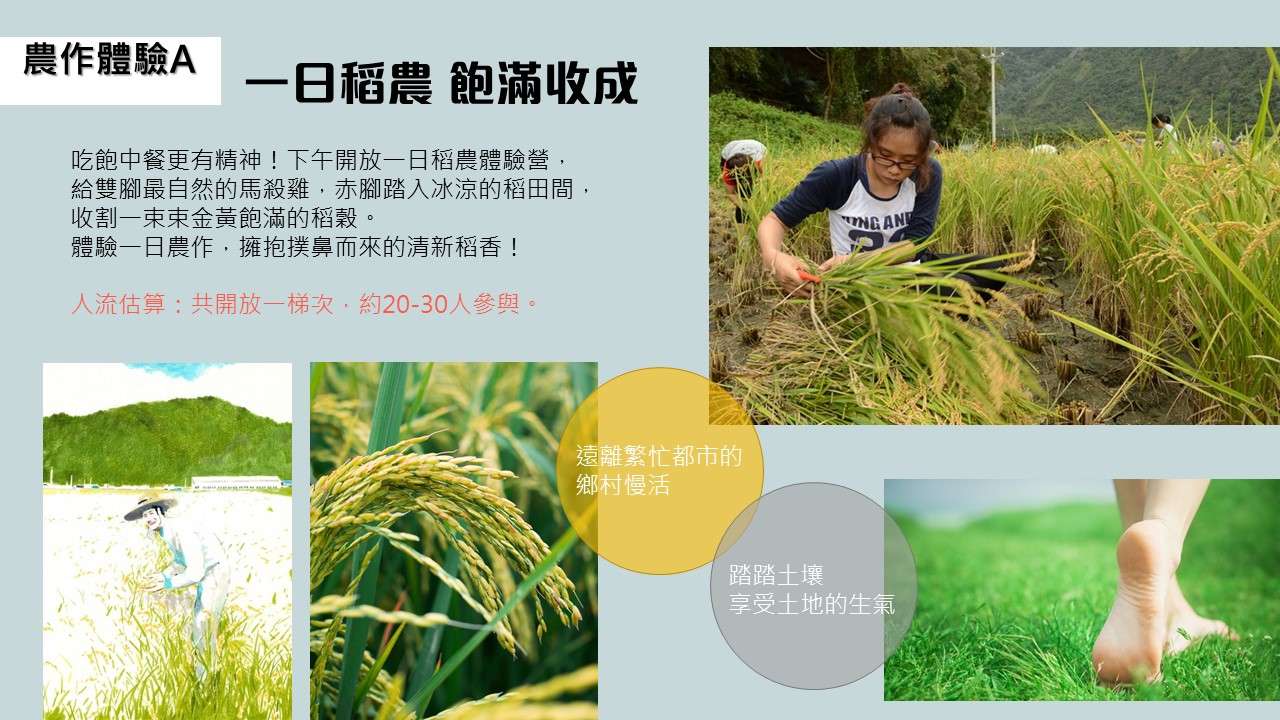 農作體驗A
一日稻農 飽滿收成
吃飽中餐更有精神！下午開放一日稻農體驗營，
給雙腳最自然的馬殺雞，赤腳踏入冰涼的稻田間，
收割一束束金黃飽滿的稻穀。
體驗一日農作，擁抱撲鼻而來的清新稻香！
人流估算：共開放一梯次，約20-30人參與。
遠離繁忙都市的
鄉村慢活
踏踏土壤
享受土地的生氣